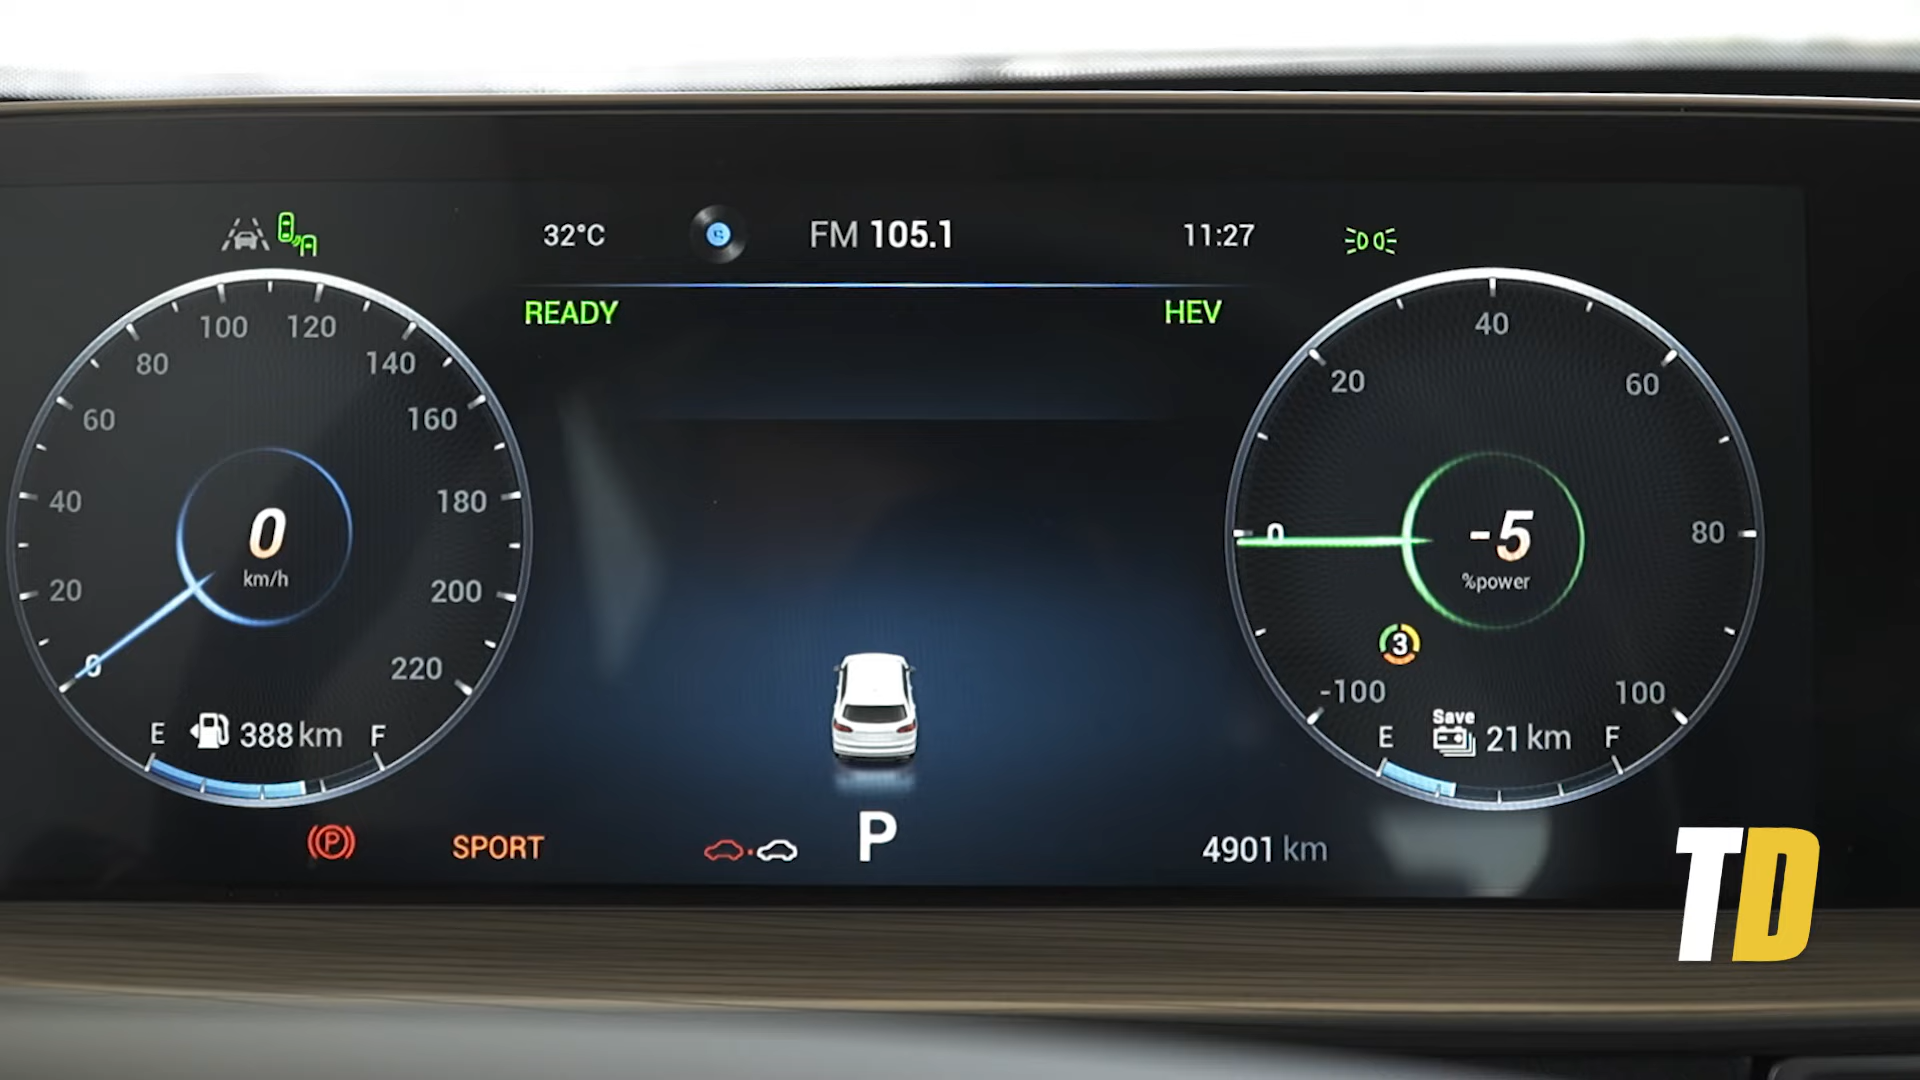 32°C FM 105.1 11:27
READY HEV
0 20 40 60 80 100 120 140 160 180 200 220
0
km/h
E 388 km F
-100 0 20 40 60 80 100
-5
%power
3
Save
E 21 km F
P SPORT P 4901 km
TD